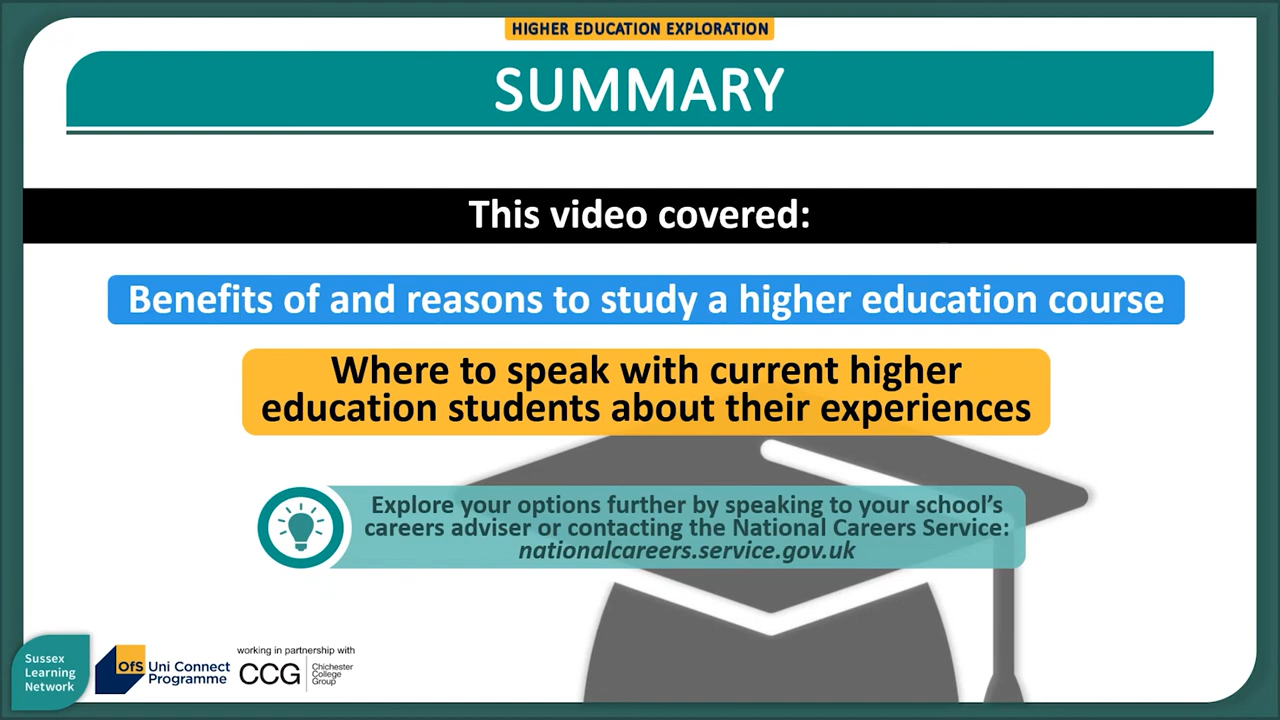 HIGHER EDUCATION EXPLORATION
SUMMARY
This video covered:
Benefits of and reasons to study a higher education course
Where to speak with current higher
education students about their experiences
Explore your options further by speaking to your school's
careers adviser or contacting the National Careers Service:
nationalcareers.service.gov.uk
Sussex
Learning
Network
OfS Uni Connect
Programme
working in partnership with
CCG
Chichester
College
Group